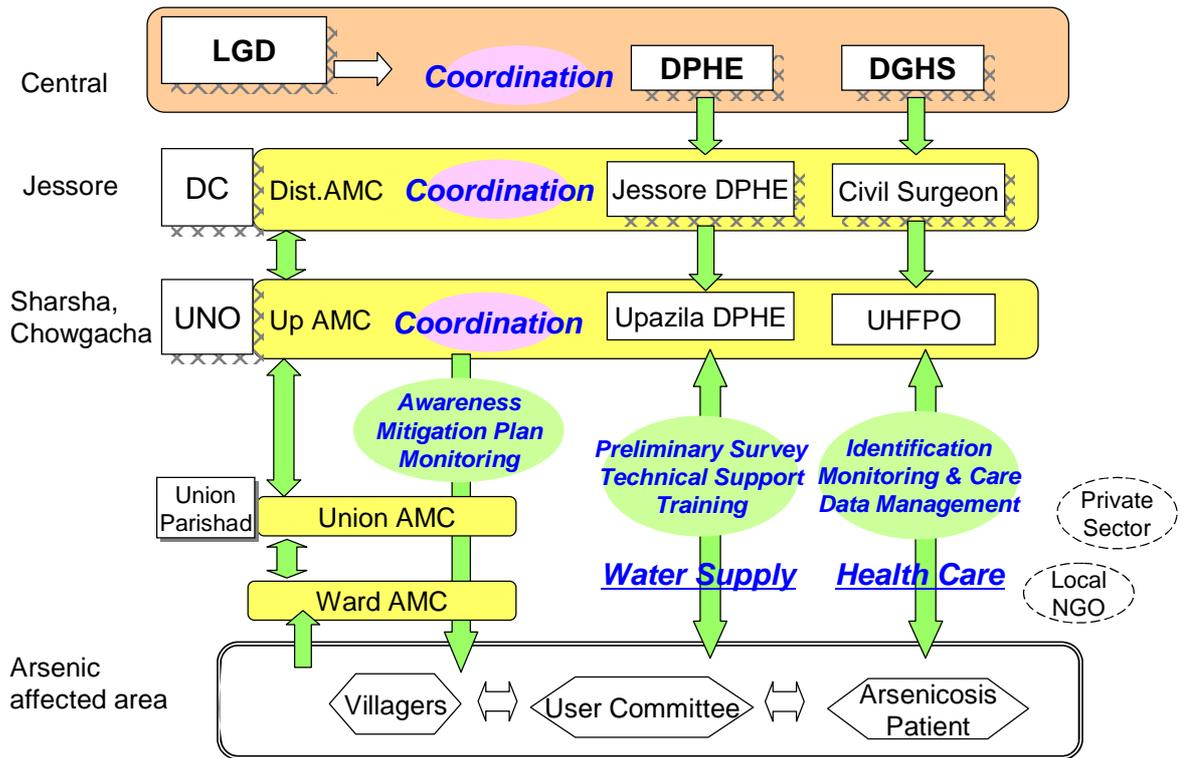 Central
LGD
Coordination
DPHE
DGHS
Jessore
DC
Dist.AMC
Coordination
Jessore DPHE
Civil Surgeon
Sharsha,
Chowgacha
UNO
Up AMC
Coordination
Upazila DPHE
UHFPO
Awareness
Mitigation Plan
Monitoring
Preliminary Survey
Technical Support
Training
Identification
Monitoring & Care
Data Management
Union
Parishad
Union AMC
Private
Sector
Water Supply
Health Care
Local
NGO
Ward AMC
Arsenic
affected area
Villagers
User Committee
Arsenicosis
Patient